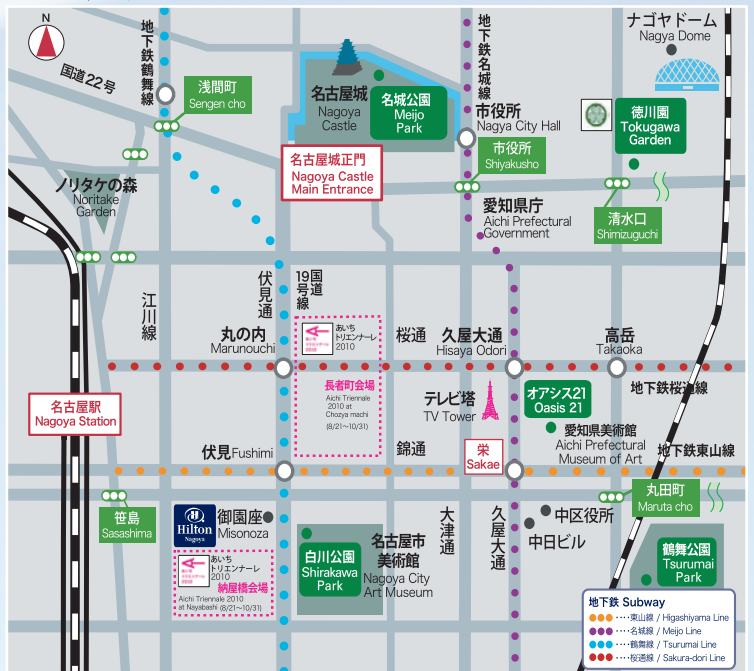 N
国道22号
地下鉄鶴舞線
浅間町
Sengen cho
名古屋城
Nagoya
Castle
名城公園
Meijo
Park
地下鉄名城線
市役所
Nagya City Hall
市役所
Shiyakusho
ナゴヤドーム
Nagya Dome
徳川園
Tokugawa
Garden
名古屋城正門
Nagoya Castle
Main Entrance
ノリタケの森
Noritake
Garden
愛知県庁
Aichi Prefectural
Government
清水口
Shimizuguchi
江川線
伏見通
国道
19号線
丸の内
Marunouchi
あいち
トリエンナーレ
2010
桜通
久屋大通
Hisaya Odori
高岳
Takaoka
地下鉄桜通線
長者町会場
Aichi Triennale
2010 at
Chozya machi
(8/21～10/31)
名古屋駅
Nagoya Station
テレビ塔
TV Tower
オアシス21
Oasis 21
愛知県美術館
Aichi Prefectural
Museum of Art
地下鉄東山線
伏見Fushimi
錦通
栄
Sakae
笹島
Sasashima
Hilton
Nagoya
御園座
Misonoza
あいち
トリエンナーレ
2010
納屋橋会場
Aichi Triennale 2010
at Nayabashi (8/21～10/31)
白川公園
Shirakawa
Park
名古屋市
美術館
Nagoya City
Art Museum
大津通
久屋大通
中区役所
中日ビル
丸田町
Maruta cho
鶴舞公園
Tsurumai
Park
地下鉄 Subway
‥‥東山線 / Higashiyama Line
‥‥名城線 / Meijo Line
‥‥鶴舞線 / Tsurumai Line
‥‥桜通線 / Sakura-dori Line